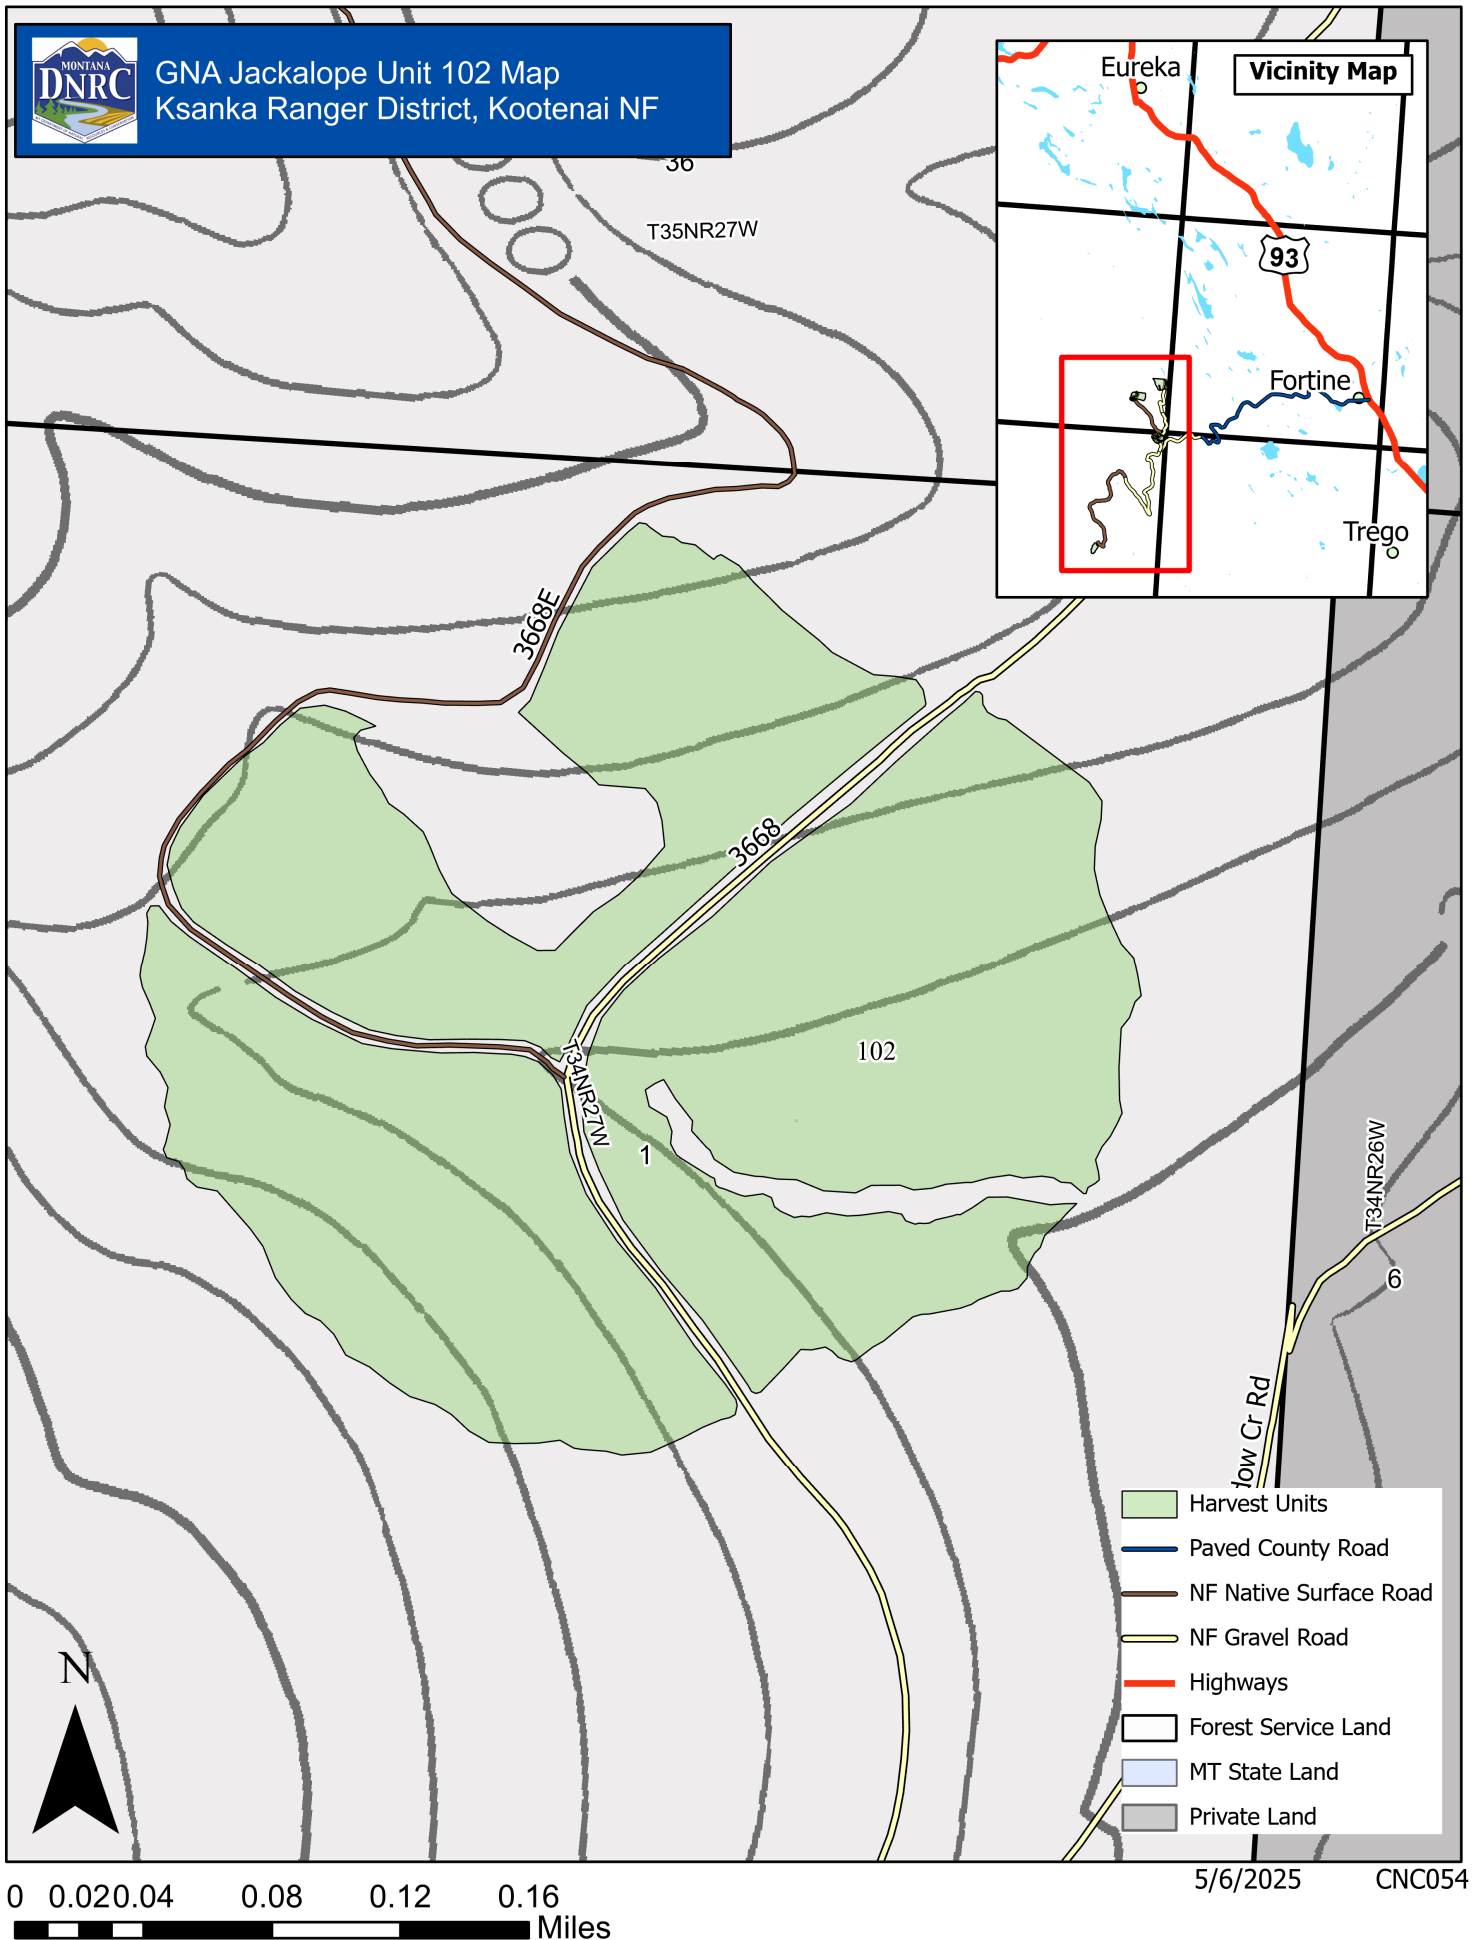 MONTANA
DNRC
GNA Jackalope Unit 102 Map
Ksanka Ranger District, Kootenai NF
Vicinity Map
Eureka
93
Fortine
Trego
36
T35NR27W
3668E
3668
T34NR27W
102
1
T34NR26W
6
dow Cr Rd
Harvest Units
Paved County Road
NF Native Surface Road
NF Gravel Road
Highways
Forest Service Land
MT State Land
Private Land
N
5/6/2025 CNC054
0 0.02 0.04 0.08 0.12 0.16
Miles